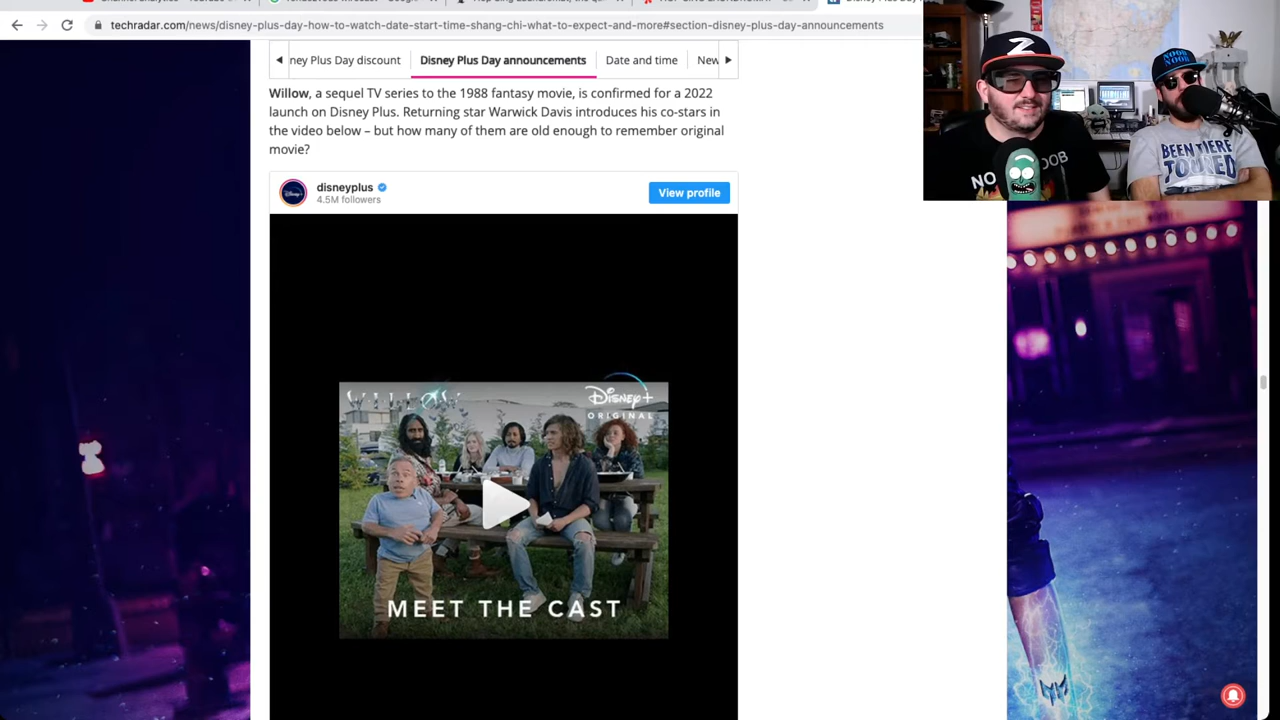 techradar.com/news/disney-plus-day-how-to-watch-date-start-time-shang-chi-what-to-expect-and-more#section-disney-plus-day-announcements
ney Plus Day discount
Disney Plus Day announcements
Date and time
New
Willow, a sequel TV series to the 1988 fantasy movie, is confirmed for a 2022
launch on Disney Plus. Returning star Warwick Davis introduces his co-stars in
the video below – but how many of them are old enough to remember original
movie?
disneyplus
4.5M followers
View profile
Disney+
ORIGINAL
MEET THE CAST
Z
NOOB
NOOB
NO
OOB
BEEN THERE